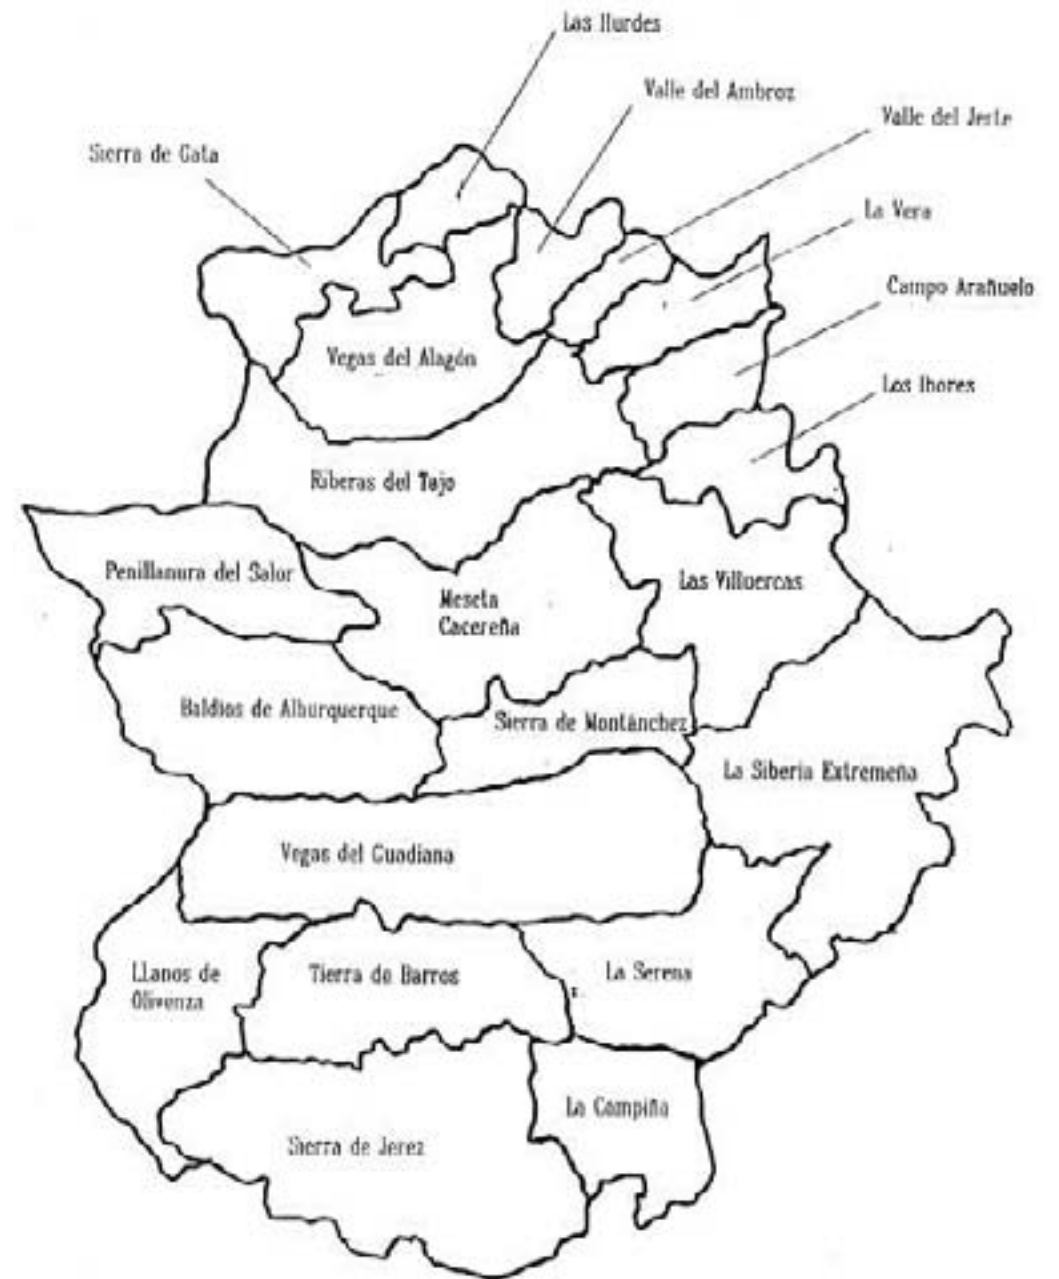 Las Hurdes
Valle del Ambroz
Valle del Jerte
Sierra de Gata
La Vera
Campo Arañuelo
Los Ibores
Vegas del Alagón
Riberas del Tajo
Penillanura del Salor
Meseta
Cacereña
Las Villuercas
Baldíos de Alburquerque
Sierra de Montánchez
La Siberia Extremeña
Vegas del Guadiana
Llanos de
Olivenza
Tierra de Barros
La Serena
La Campiña
Sierra de Jerez